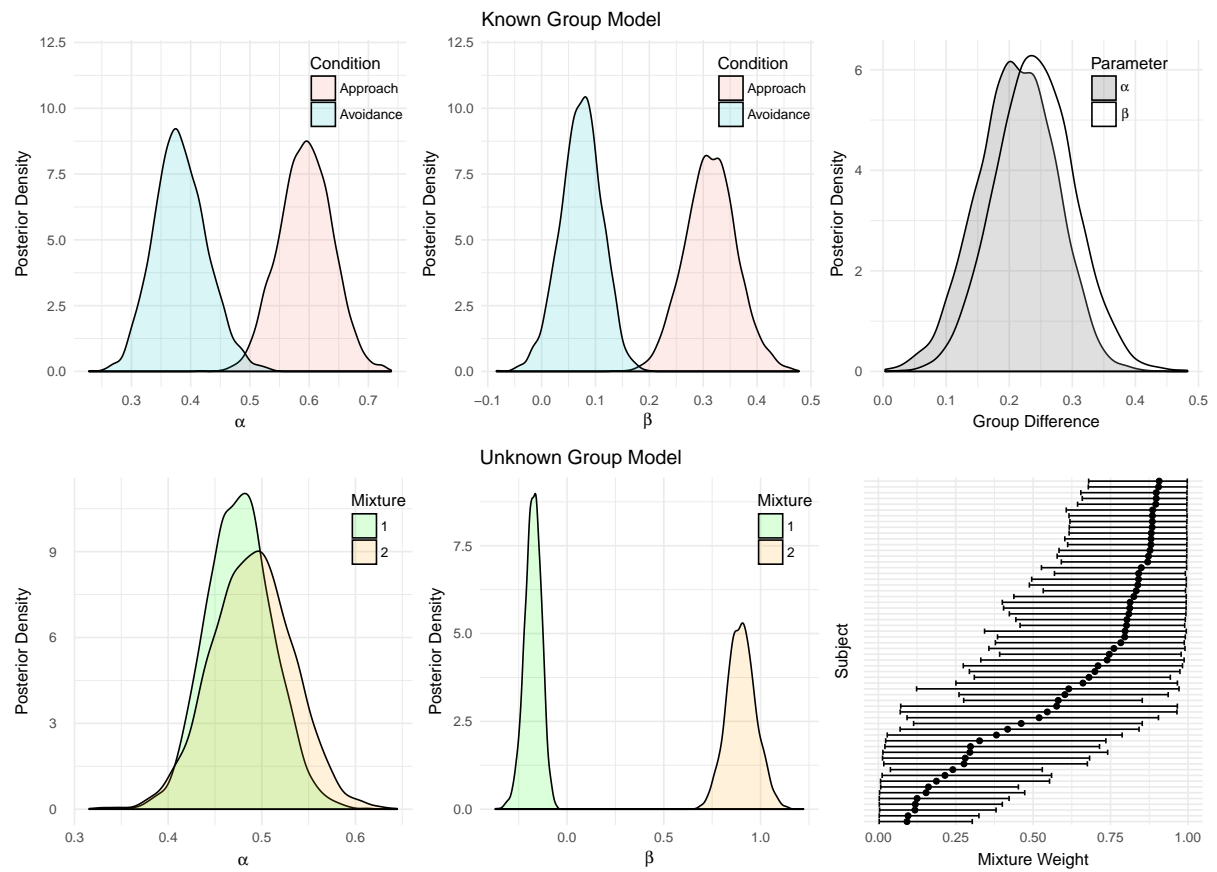 Known Group Model
12.5
10.0
7.5
5.0
2.5
0.0
Posterior Density
0.3 0.4 0.5 0.6 0.7
α
Condition
Approach
Avoidance
12.5
10.0
7.5
5.0
2.5
0.0
Posterior Density
−0.1 0.0 0.1 0.2 0.3 0.4 0.5
β
Condition
Approach
Avoidance
6
4
2
0
Posterior Density
0.0 0.1 0.2 0.3 0.4 0.5
Group Difference
Parameter
α
β
Unknown Group Model
9
6
3
0
Posterior Density
0.3 0.4 0.5 0.6
α
Mixture
1
2
7.5
5.0
2.5
0.0
Posterior Density
0.0 0.5 1.0
β
Mixture
1
2
Subject
0.00 0.25 0.50 0.75 1.00
Mixture Weight